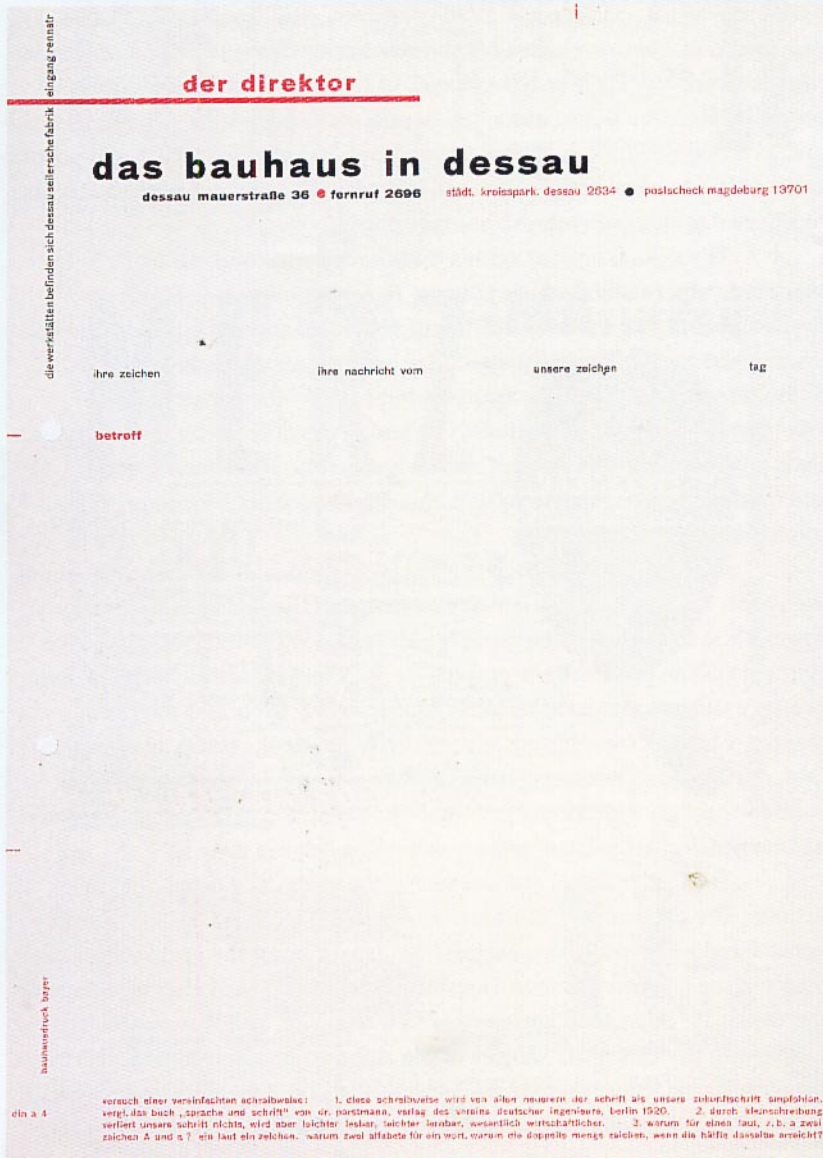 der direktor
das bauhaus in dessau
dessau mauerstraße 36 ● fernruf 2696 städt. kreisspark. dessau 2634 ● postscheck magdeburg 13701
die werkstätten befinden sich dessau seilersche fabrik eingang rennstr
ihre zeichen ihre nachricht vom unsere zeichen tag
betreff
bauhausdruck bayer
din a 4
versuch einer vereinfachten schreibweise: 1. diese schreibweise wird von allen neuerern der schrift als unsere zukunftschrift empfohlen.
vergl. das buch „sprache und schrift“ von dr. porstmann, verlag des vereins deutscher ingenieure, berlin 1920. 2. durch kleinschreibung
verliert unsere schrift nichts, wird aber leichter lesbar, leichter lernbar, wesentlich wirtschaftlicher. 3. warum für einen laut, z. b. a zwei
zeichen A und a? ein laut ein zeichen. warum zwei alfabete für ein wort, warum die doppelte menge zeichen, wenn die hälfte dasselbe erreicht?